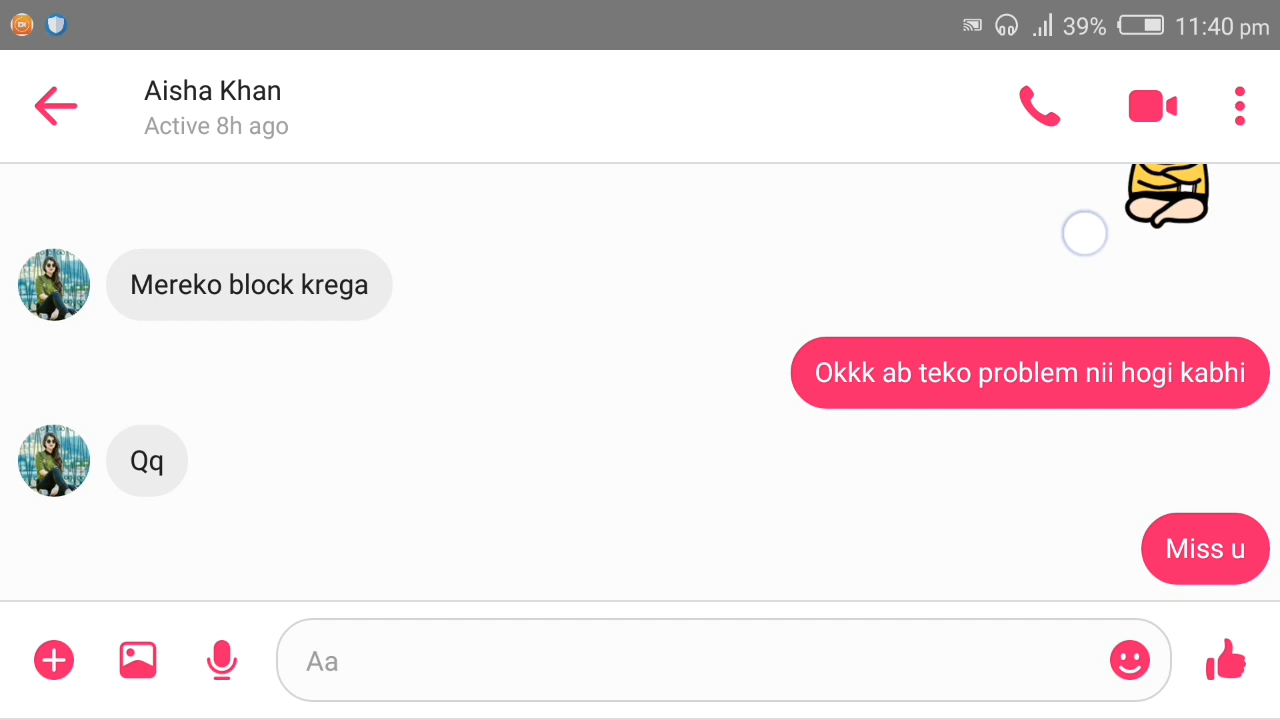 39% 11:40 pm
Aisha Khan
Active 8h ago
Mereko block krega
Okkk ab teko problem nii hogi kabhi
Qq
Miss u
Aa